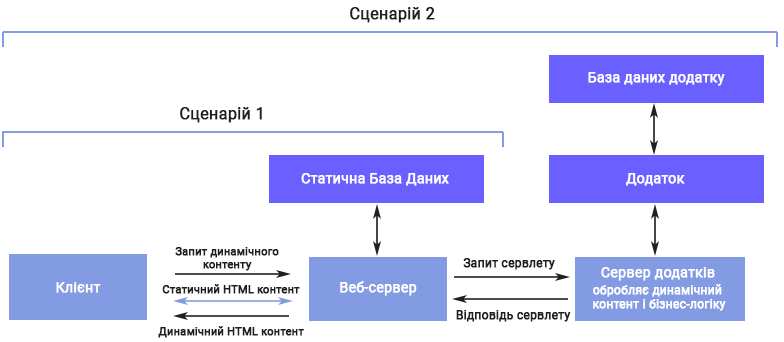 Сценарій 2
База даних додатку
Сценарій 1
Статична База Даних
Додаток
Клієнт
Запит динамічного
контенту
Статичний HTML контент
Динамічний HTML контент
Веб-сервер
Запит сервлету
Відповідь сервлету
Сервер додатків
обробляє динамічний
контент і бізнес-логіку